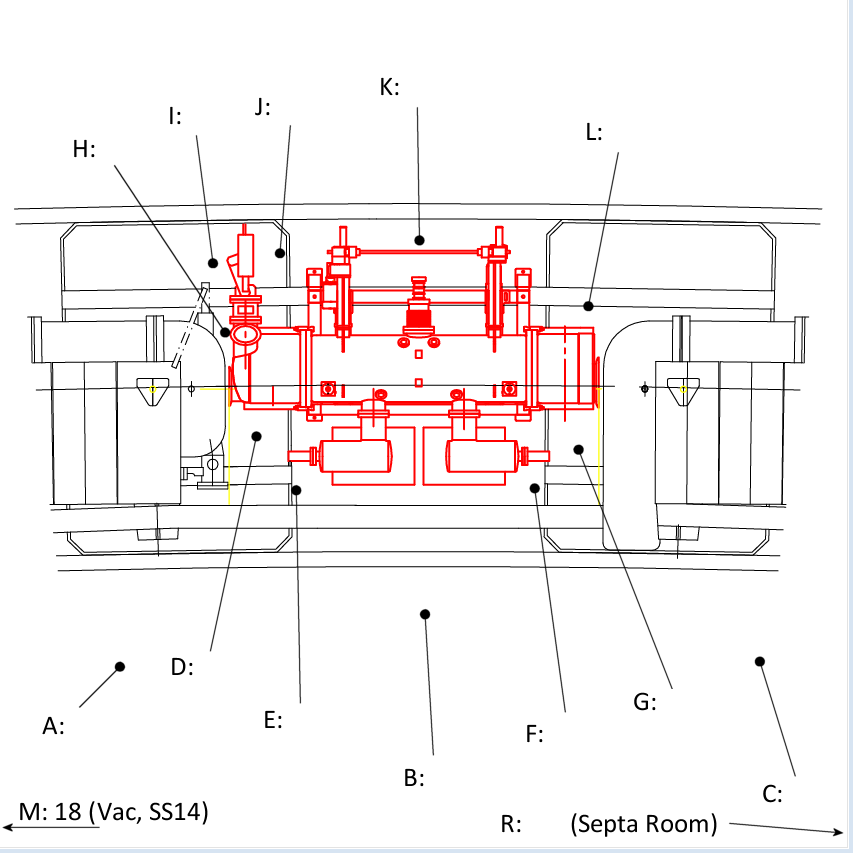 K:
J:
I:
L:
H:
D:
G:
E:
A:
F:
B:
C:
M: 18 (Vac, SS14)
R: (Septa Room)